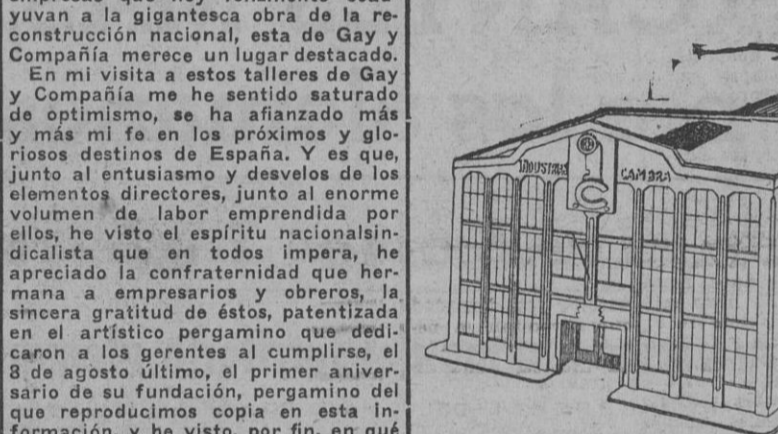 yuvan a la gigantesca obra de la re-
construcción nacional, esta de Gay y
Compañía merece un lugar destacado.
En mi visita a estos talleres de Gay
y Compañía me he sentido saturado
de optimismo, se ha afianzado más
y más mi fe en los próximos y glo-
riosos destinos de España. Y es que,
junto al entusiasmo y desvelos de los
elementos directores, junto al enorme
volumen de labor emprendida por
ellos, he visto el espíritu nacionalsin-
dicalista que en todos impera, he
apreciado la confraternidad que her-
mana a empresarios y obreros, la
sincera gratitud de éstos, patentizada
en el artístico pergamino que dedi-
caron a los gerentes al cumplirse, el
8 de agosto último, el primer aniver-
sario de su fundación, pergamino del
que reproducimos copia en esta in-
formación, y he visto, por fin, en qué
INDUSTRIAS
C
CAMBRA